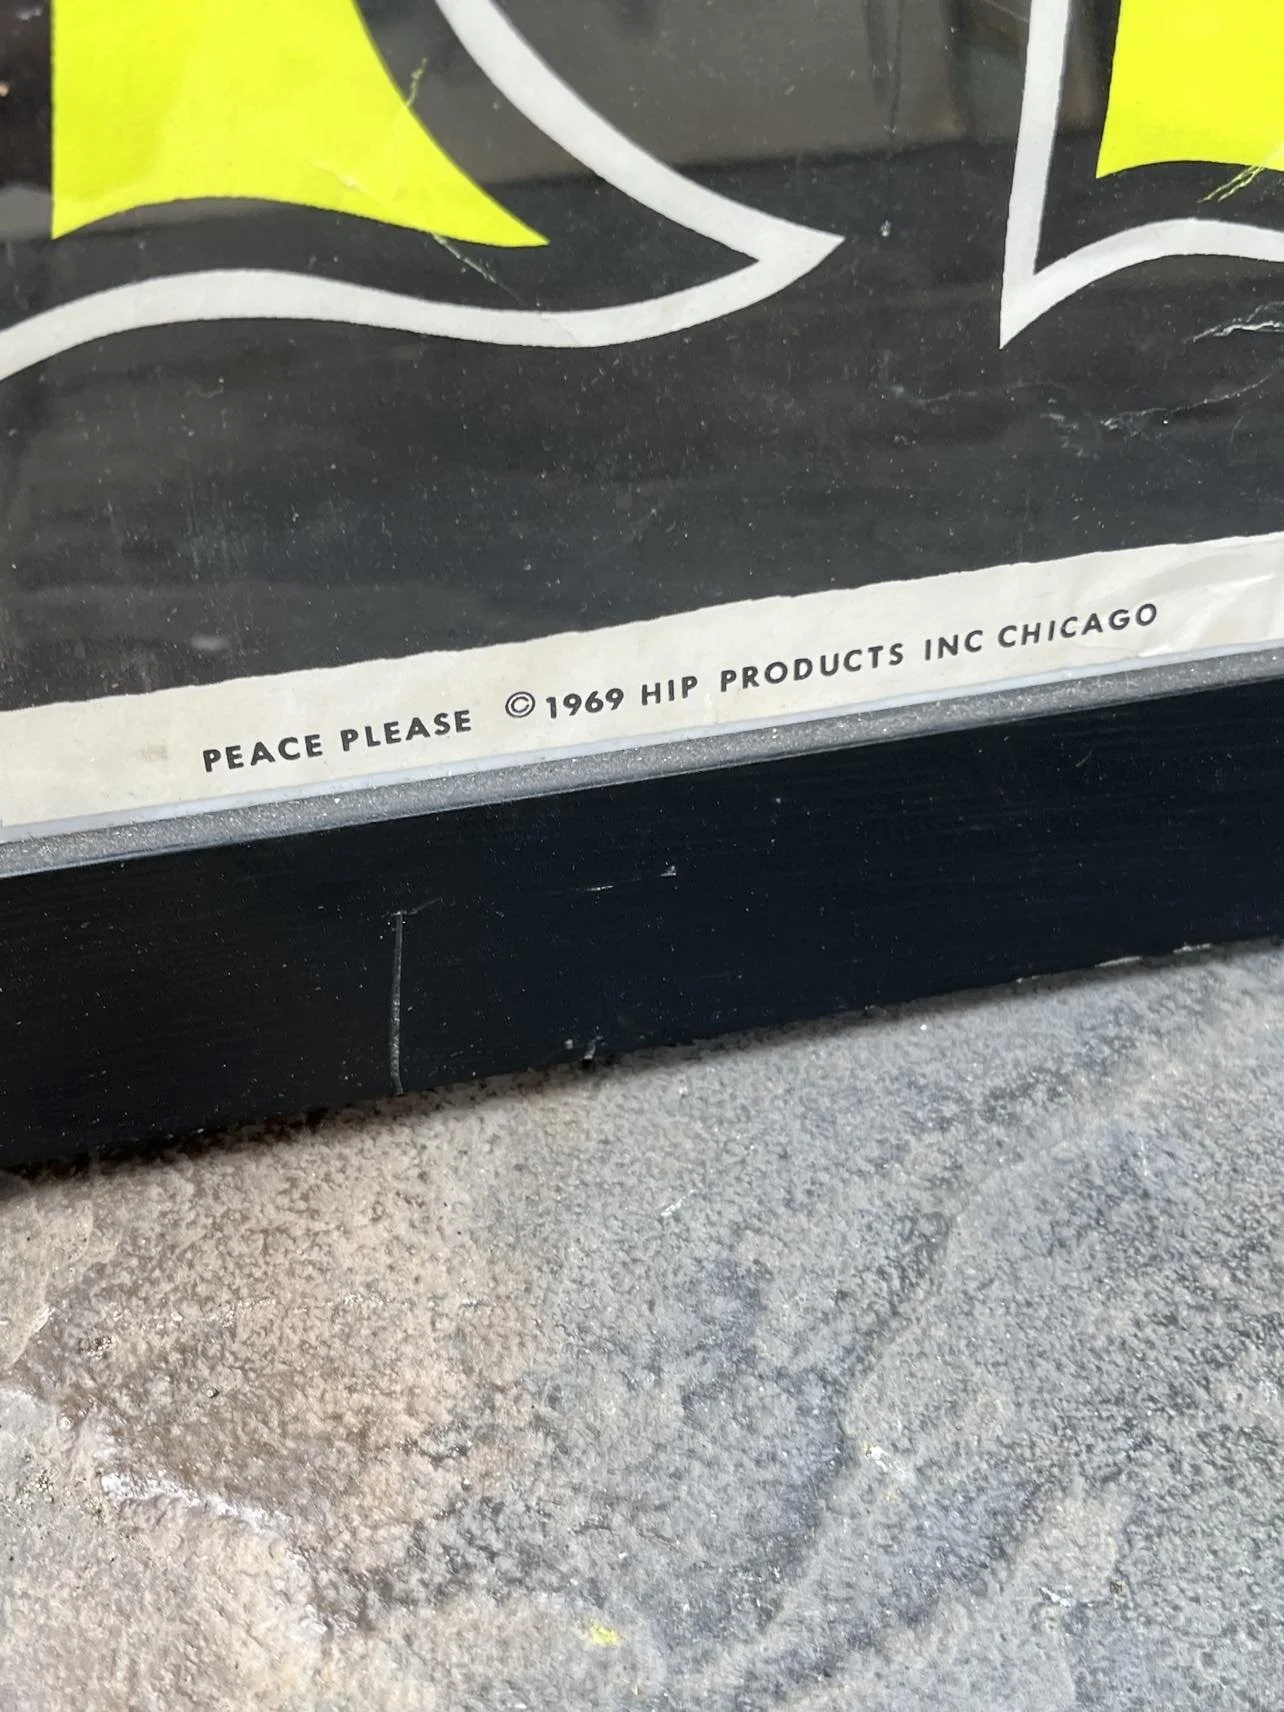 PEACE PLEASE © 1969 HIP PRODUCTS INC CHICAGO